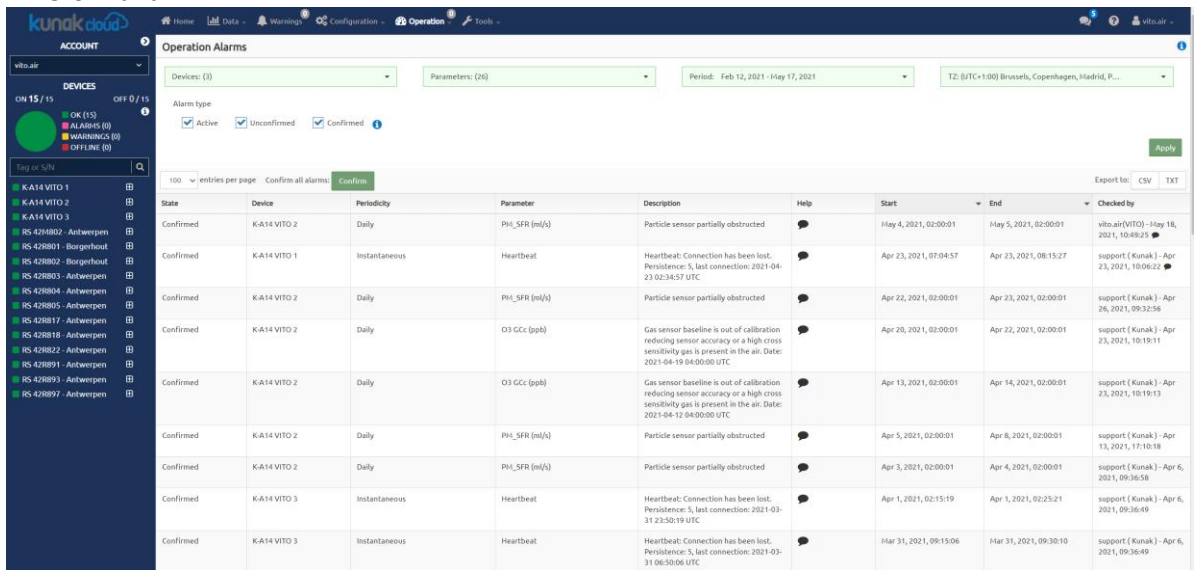 kunak cloud
Home Data Warnings 0 Configuration Operation 0 Tools 5 vito.air
ACCOUNT
vito.air
DEVICES
ON 15 / 15 OFF 0 / 15
OK (15)
ALARMS (0)
WARNINGS (0)
OFFLINE (0)
Tag or S/N
K-A14 VITO 1
K-A14 VITO 2
K-A14 VITO 3
RS 42M802 - Antwerpen
RS 42R801 - Borgerhout
RS 42R802 - Borgerhout
RS 42R803 - Antwerpen
RS 42R804 - Antwerpen
RS 42R805 - Antwerpen
RS 42R817 - Antwerpen
RS 42R818 - Antwerpen
RS 42R822 - Antwerpen
RS 42R891 - Antwerpen
RS 42R893 - Antwerpen
RS 42R897 - Antwerpen
Operation Alarms
Devices: (3) Parameters: (26) Period: Feb 12, 2021 - May 17, 2021 TZ: (UTC+1:00) Brussels, Copenhagen, Madrid, P...
Alarm type
Active Unconfirmed Confirmed
Apply
100 entries per page Confirm all alarms: Confirm Export to: CSV TXT
State Device Periodicity Parameter Description Help Start End Checked by
Confirmed K-A14 VITO 2 Daily PM_SFR (ml/s) Particle sensor partially obstructed May 4, 2021, 02:00:01 May 5, 2021, 02:00:01 vito.air(VITO) - May 18,
2021, 10:49:25
Confirmed K-A14 VITO 1 Instantaneous Heartbeat Heartbeat: Connection has been lost. Apr 23, 2021, 07:04:57 Apr 23, 2021, 08:15:27 support ( Kunak ) - Apr
Persistence: 5, last connection: 2021-04- 23, 2021, 10:06:22
23 02:34:57 UTC
Confirmed K-A14 VITO 2 Daily PM_SFR (ml/s) Particle sensor partially obstructed Apr 22, 2021, 02:00:01 Apr 23, 2021, 02:00:01 support ( Kunak ) - Apr
26, 2021, 09:32:56
Confirmed K-A14 VITO 2 Daily O3 GCc (ppb) Gas sensor baseline is out of calibration Apr 20, 2021, 02:00:01 Apr 22, 2021, 02:00:01 support ( Kunak ) - Apr
reducing sensor accuracy or a high cross 23, 2021, 10:19:11
sensitivity gas is present in the air. Date:
2021-04-19 04:00:00 UTC
Confirmed K-A14 VITO 2 Daily O3 GCc (ppb) Gas sensor baseline is out of calibration Apr 13, 2021, 02:00:01 Apr 14, 2021, 02:00:01 support ( Kunak ) - Apr
reducing sensor accuracy or a high cross 23, 2021, 10:19:13
sensitivity gas is present in the air. Date:
2021-04-12 04:00:00 UTC
Confirmed K-A14 VITO 2 Daily PM_SFR (ml/s) Particle sensor partially obstructed Apr 5, 2021, 02:00:01 Apr 8, 2021, 02:00:01 support ( Kunak ) - Apr
13, 2021, 17:10:18
Confirmed K-A14 VITO 2 Daily PM_SFR (ml/s) Particle sensor partially obstructed Apr 3, 2021, 02:00:01 Apr 4, 2021, 02:00:01 support ( Kunak ) - Apr 6,
2021, 09:36:58
Confirmed K-A14 VITO 3 Instantaneous Heartbeat Heartbeat: Connection has been lost. Apr 1, 2021, 02:15:19 Apr 1, 2021, 02:25:21 support ( Kunak ) - Apr 6,
Persistence: 5, last connection: 2021-03- 2021, 09:36:49
31 23:50:19 UTC
Confirmed K-A14 VITO 3 Instantaneous Heartbeat Heartbeat: Connection has been lost. Mar 31, 2021, 09:15:06 Mar 31, 2021, 09:30:10 support ( Kunak ) - Apr 6,
Persistence: 5, last connection: 2021-03- 2021, 09:36:49
31 06:50:06 UTC